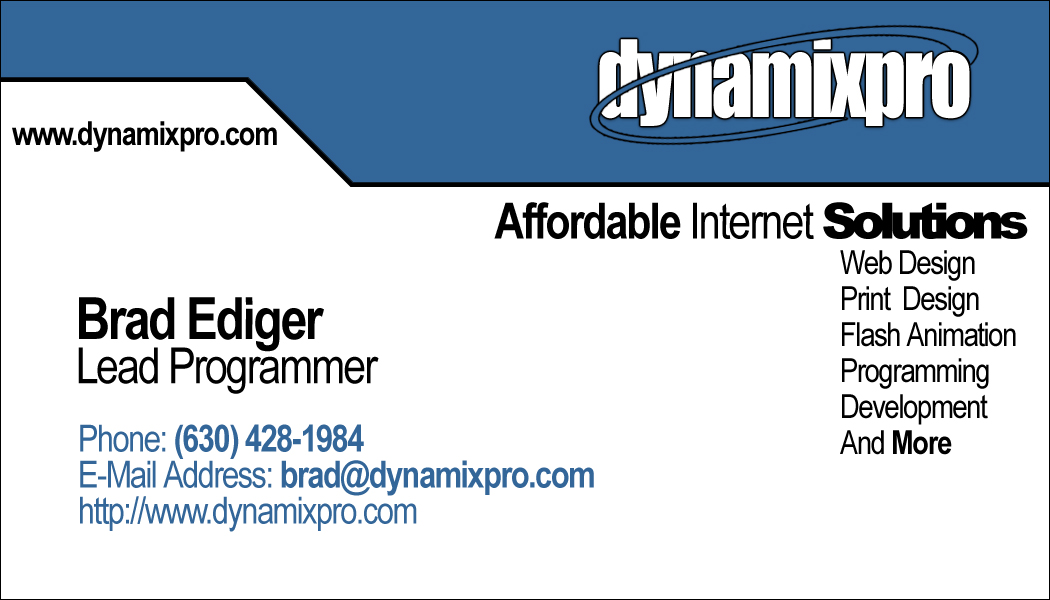 dynamixpro
www.dynamixpro.com
Affordable Internet Solutions
Web Design
Print Design
Flash Animation
Programming
Development
And More
Brad Ediger
Lead Programmer
Phone: (630) 428-1984
E-Mail Address: brad@dynamixpro.com
http://www.dynamixpro.com